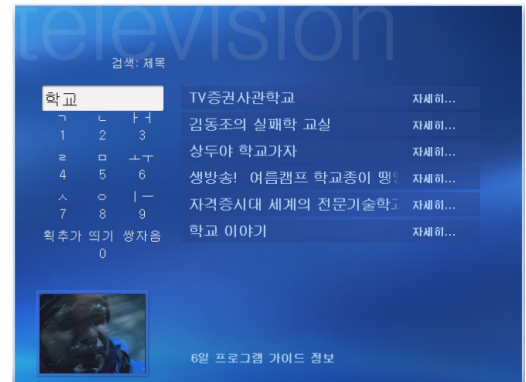 television
검색: 제목
학교
ㄱ ㄴ ㅏㅓ
1 2 3
ㄹ ㅁ ㅗㅜ
4 5 6
ㅅ ㅇ ㅣㅡ
7 8 9
획추가 띄기 쌍자음
0
TV증권사관학교 자세히...
김동조의 실패학 교실 자세히...
상두야 학교가자 자세히...
생방송! 여름캠프 학교종이 자세히...
자격증시대 세계의 전문기술학교 자세히...
학교 이야기 자세히...
6일 프로그램 가이드 정보